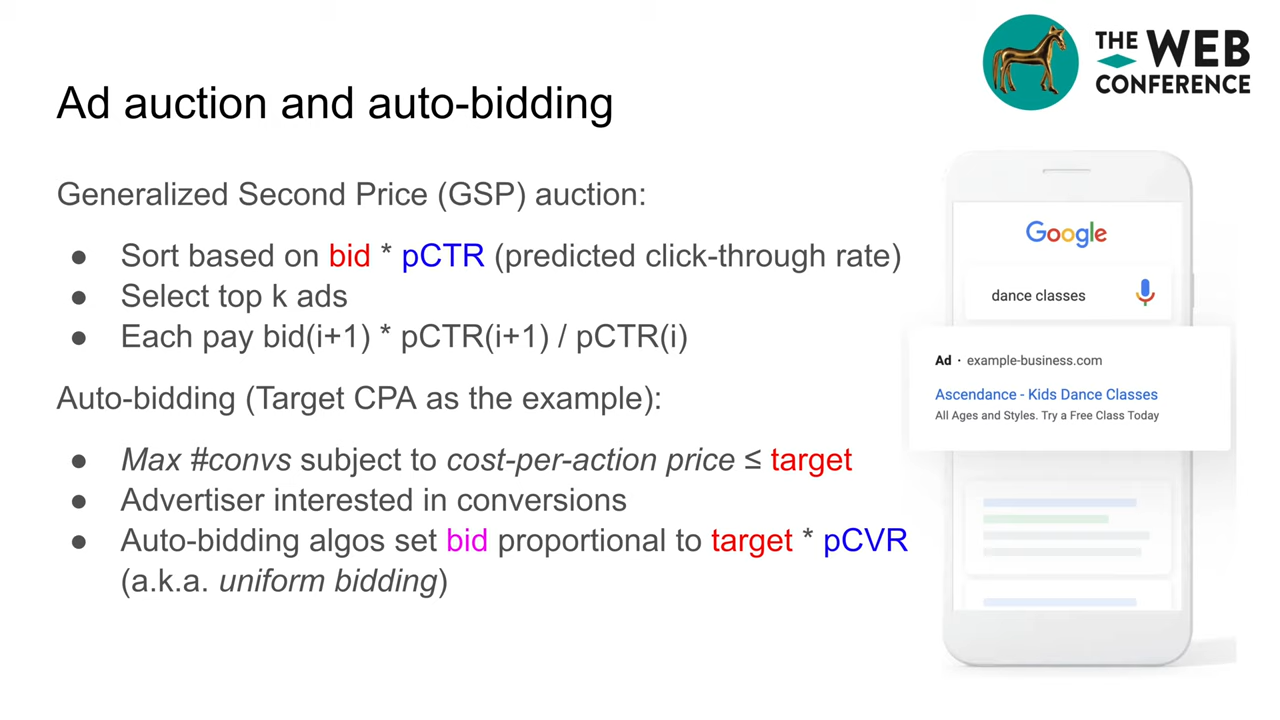 THE WEB
CONFERENCE
Ad auction and auto-bidding
Generalized Second Price (GSP) auction:
● Sort based on bid * pCTR (predicted click-through rate)
● Select top k ads
● Each pay bid(i+1) * pCTR(i+1) / pCTR(i)
Auto-bidding (Target CPA as the example):
● Max #convs subject to cost-per-action price ≤ target
● Advertiser interested in conversions
● Auto-bidding algos set bid proportional to target * pCVR
(a.k.a. uniform bidding)
Google
dance classes
Ad · example-business.com
Ascendance - Kids Dance Classes
All Ages and Styles. Try a Free Class Today